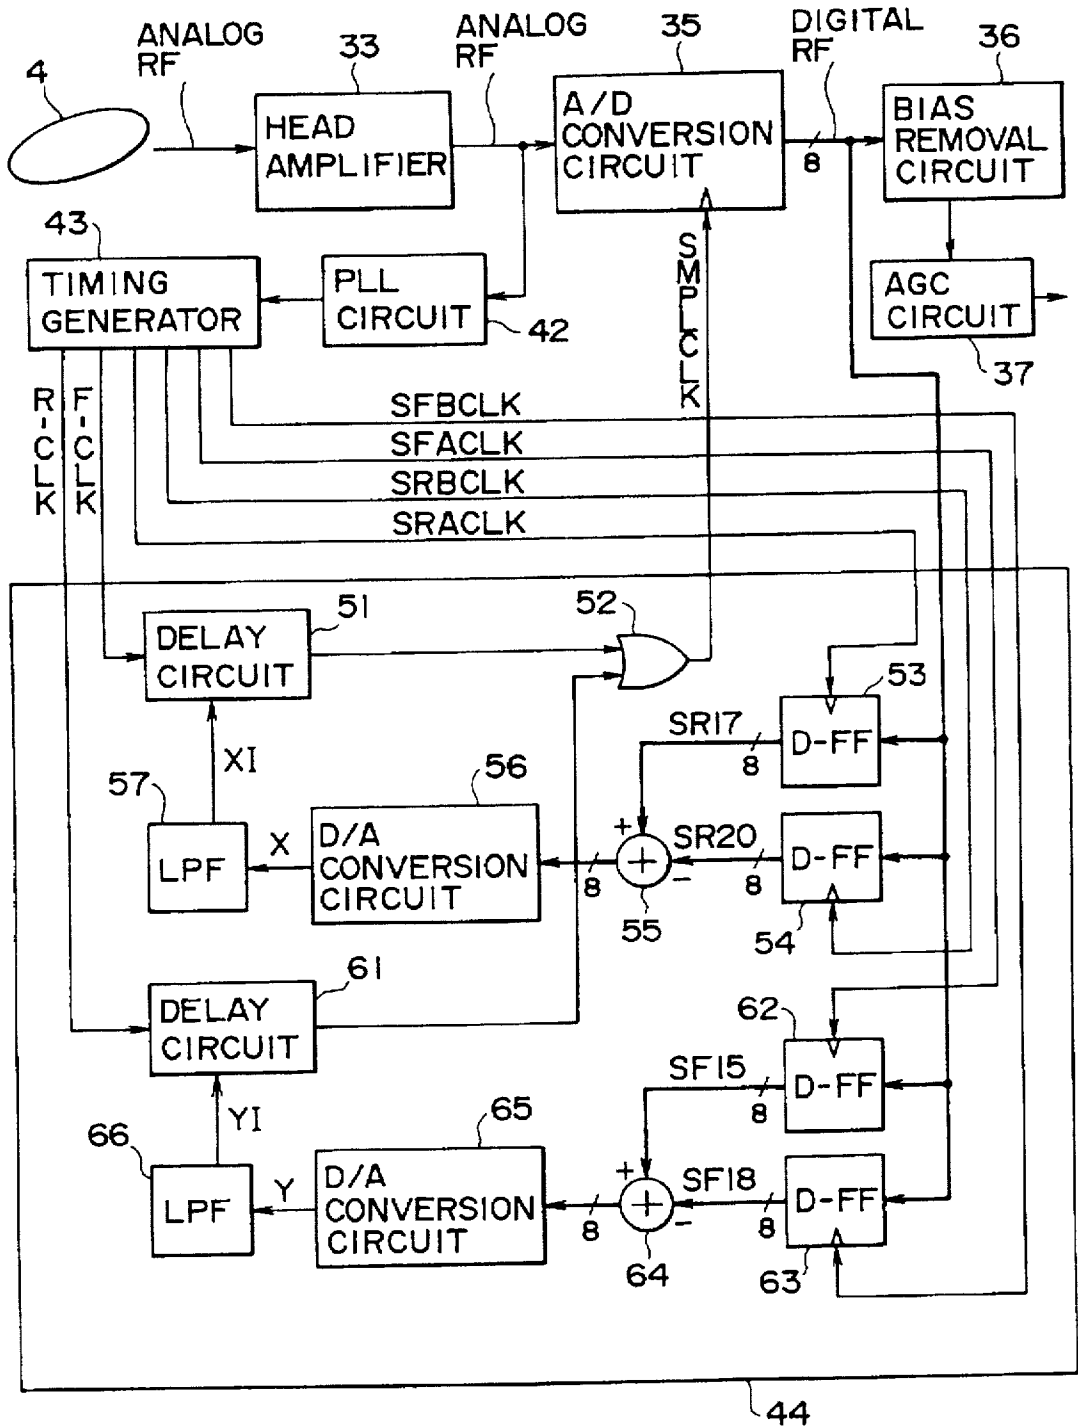 ANALOG
RF
33
ANALOG
RF
35
DIGITAL
RF
36
4
HEAD
AMPLIFIER
A/D
CONVERSION
CIRCUIT
8
BIAS
REMOVAL
CIRCUIT
43
TIMING
GENERATOR
PLL
CIRCUIT
42
SMPLCLK
AGC
CIRCUIT
37
R-CLK
F-CLK
SFBCLK
SFACLK
SRBCLK
SRACLK
51
DELAY
CIRCUIT
52
53
D-FF
SR17
8
XI
57
LPF
X
56
D/A
CONVERSION
CIRCUIT
8
+
+
-
55
SR20
8
D-FF
54
61
DELAY
CIRCUIT
62
D-FF
SF15
8
YI
66
LPF
Y
65
D/A
CONVERSION
CIRCUIT
8
+
+
-
64
SF18
8
D-FF
63
44